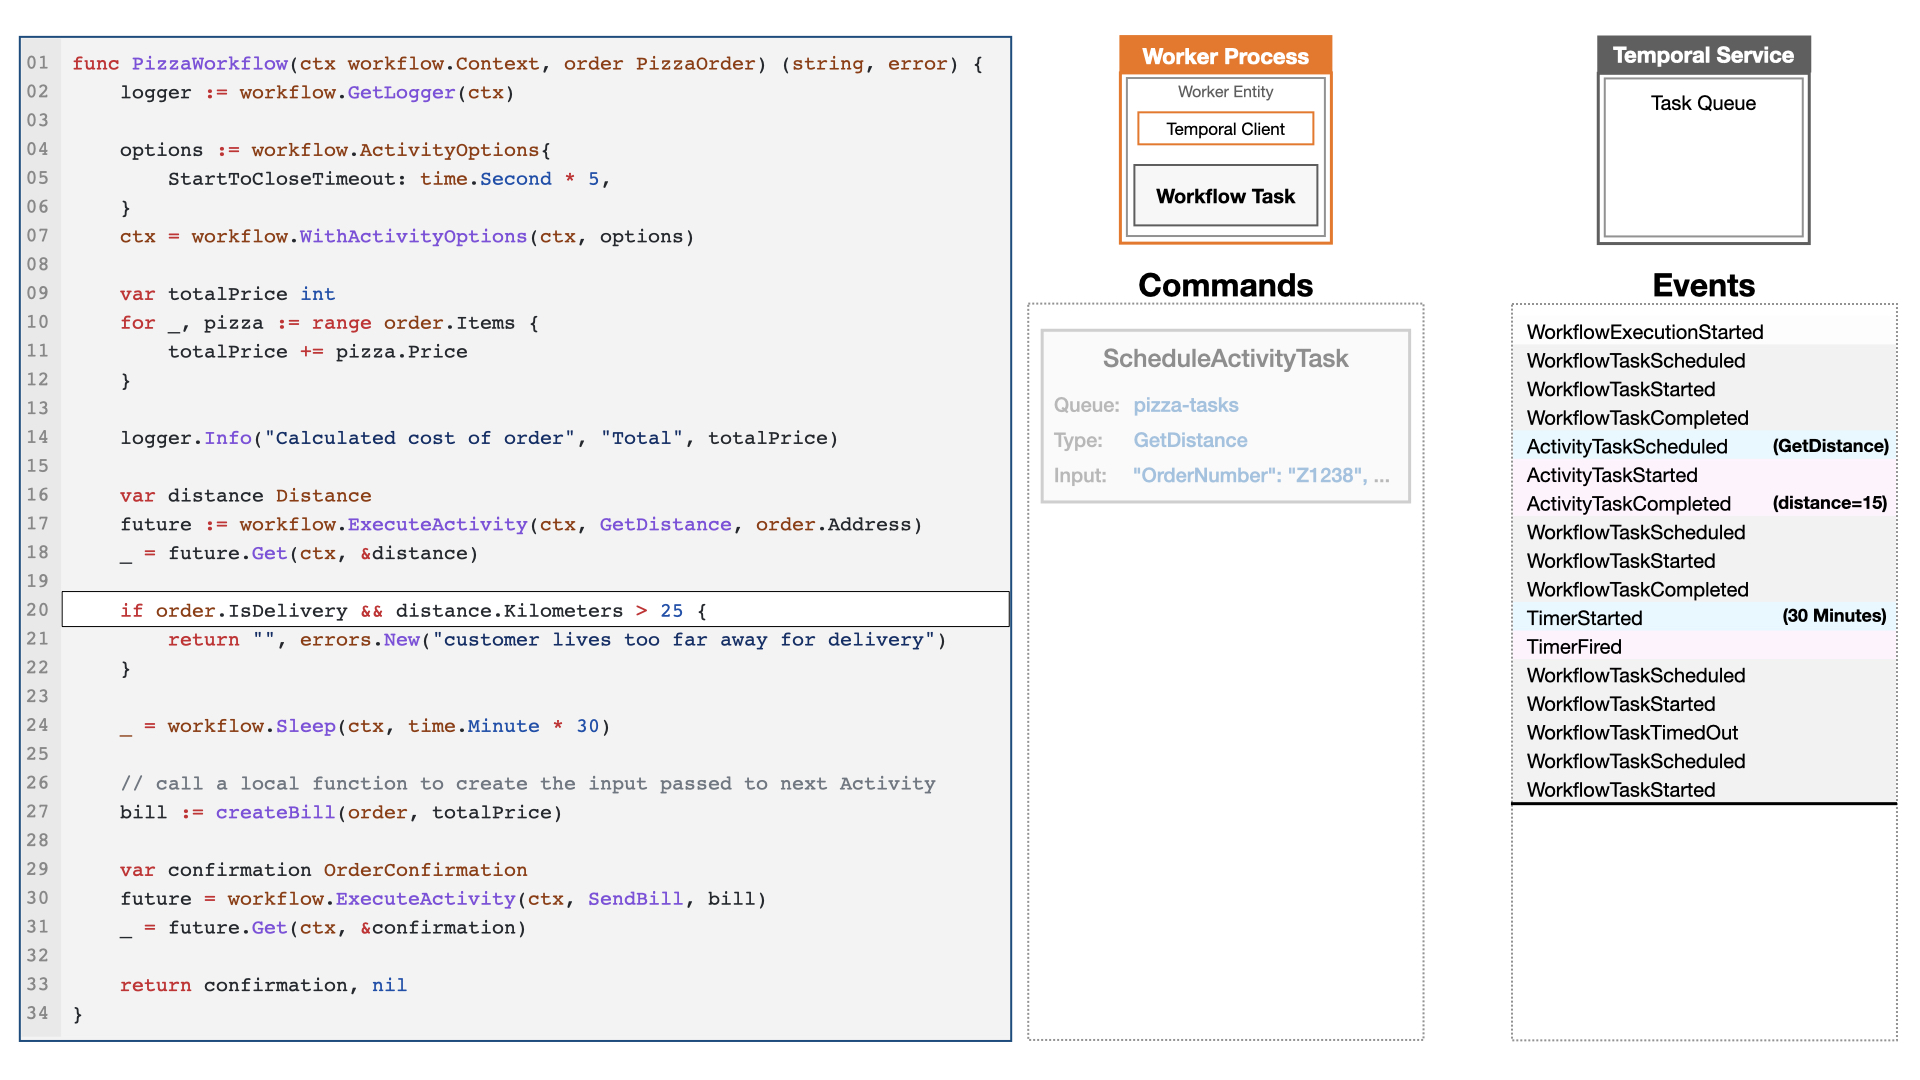 01 func PizzaWorkflow(ctx workflow.Context, order PizzaOrder) (string, error) {
02     logger := workflow.GetLogger(ctx)
03
04     options := workflow.ActivityOptions{
05         StartToCloseTimeout: time.Second * 5,
06     }
07     ctx = workflow.WithActivityOptions(ctx, options)
08
09     var totalPrice int
10     for _, pizza := range order.Items {
11         totalPrice += pizza.Price
12     }
13
14     logger.Info("Calculated cost of order", "Total", totalPrice)
15
16     var distance Distance
17     future := workflow.ExecuteActivity(ctx, GetDistance, order.Address)
18     _ = future.Get(ctx, &distance)
19
20     if order.IsDelivery && distance.Kilometers > 25 {
21         return "", errors.New("customer lives too far away for delivery")
22     }
23
24     _ = workflow.Sleep(ctx, time.Minute * 30)
25
26     // call a local function to create the input passed to next Activity
27     bill := createBill(order, totalPrice)
28
29     var confirmation OrderConfirmation
30     future = workflow.ExecuteActivity(ctx, SendBill, bill)
31     _ = future.Get(ctx, &confirmation)
32
33     return confirmation, nil
34 }
Worker Process
Worker Entity
Temporal Client
Workflow Task
Commands
ScheduleActivityTask
Queue: pizza-tasks
Type: GetDistance
Input: "OrderNumber": "Z1238", ...
Temporal Service
Task Queue
Events
WorkflowExecutionStarted
WorkflowTaskScheduled
WorkflowTaskStarted
WorkflowTaskCompleted
ActivityTaskScheduled (GetDistance)
ActivityTaskStarted
ActivityTaskCompleted (distance=15)
WorkflowTaskScheduled
WorkflowTaskStarted
WorkflowTaskCompleted
TimerStarted (30 Minutes)
TimerFired
WorkflowTaskScheduled
WorkflowTaskStarted
WorkflowTaskTimedOut
WorkflowTaskScheduled
WorkflowTaskStarted